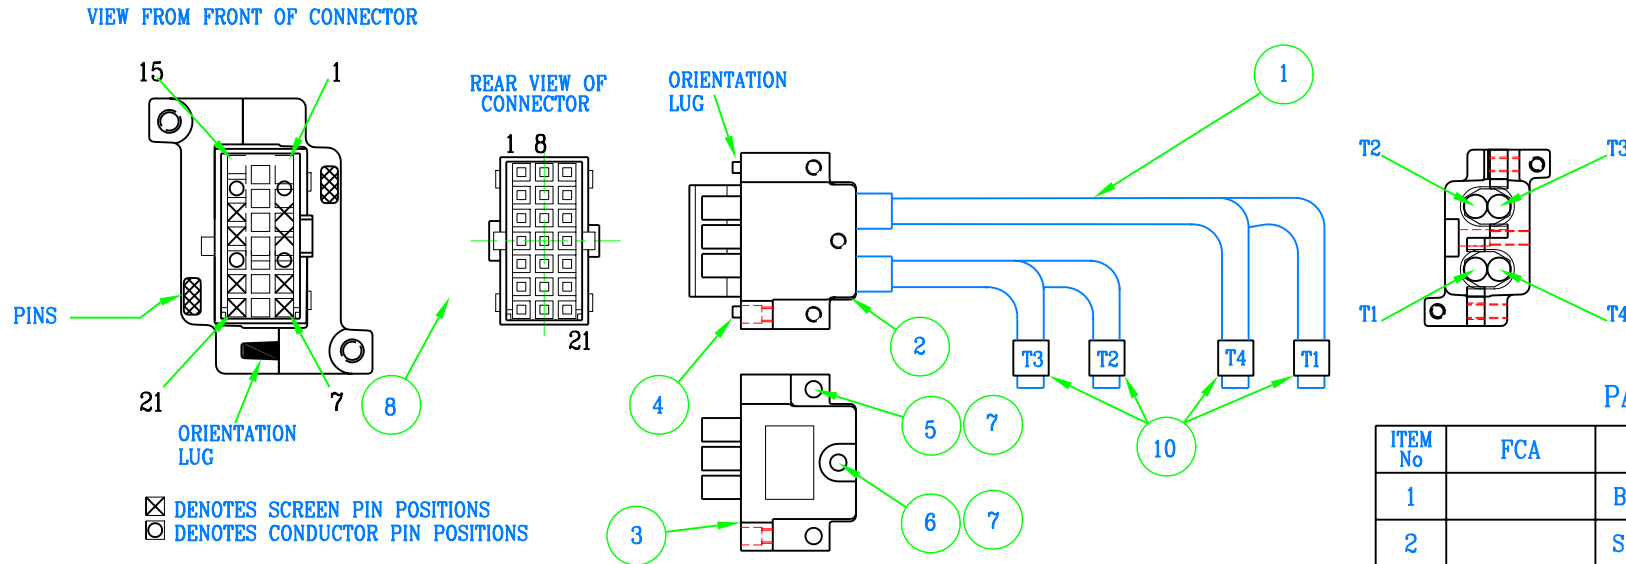 VIEW FROM FRONT OF CONNECTOR
15
1
REAR VIEW OF
CONNECTOR
1 8
21
ORIENTATION
LUG
1
T2
T3
PINS
21
7
8
ORIENTATION
LUG
2
T3
T2
T4
T1
T1
T4
4
5
7
10
3
6
7
DENOTES SCREEN PIN POSITIONS
DENOTES CONDUCTOR PIN POSITIONS
PA
ITEM
No
FCA
1
B
2
S